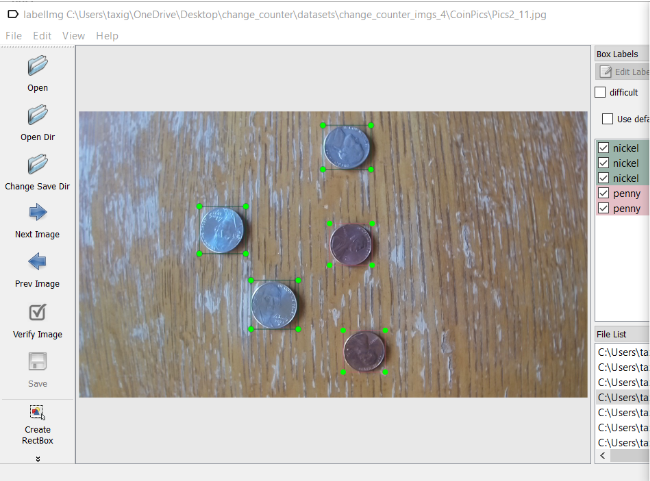 labelImg C:\Users\taxig\OneDrive\Desktop\change_counter\datasets\change_counter_imgs_4\CoinPics\Pics2_11.jpg
File Edit View Help
Open
Open Dir
Change Save Dir
Next Image
Prev Image
Verify Image
Save
Create
RectBox
Box Labels
Edit Labe
difficult
Use defa
nickel
nickel
nickel
penny
penny
File List
C:\Users\ta
C:\Users\ta
C:\Users\ta
C:\Users\ta
C:\Users\ta
C:\Users\ta
C:\Users\ta